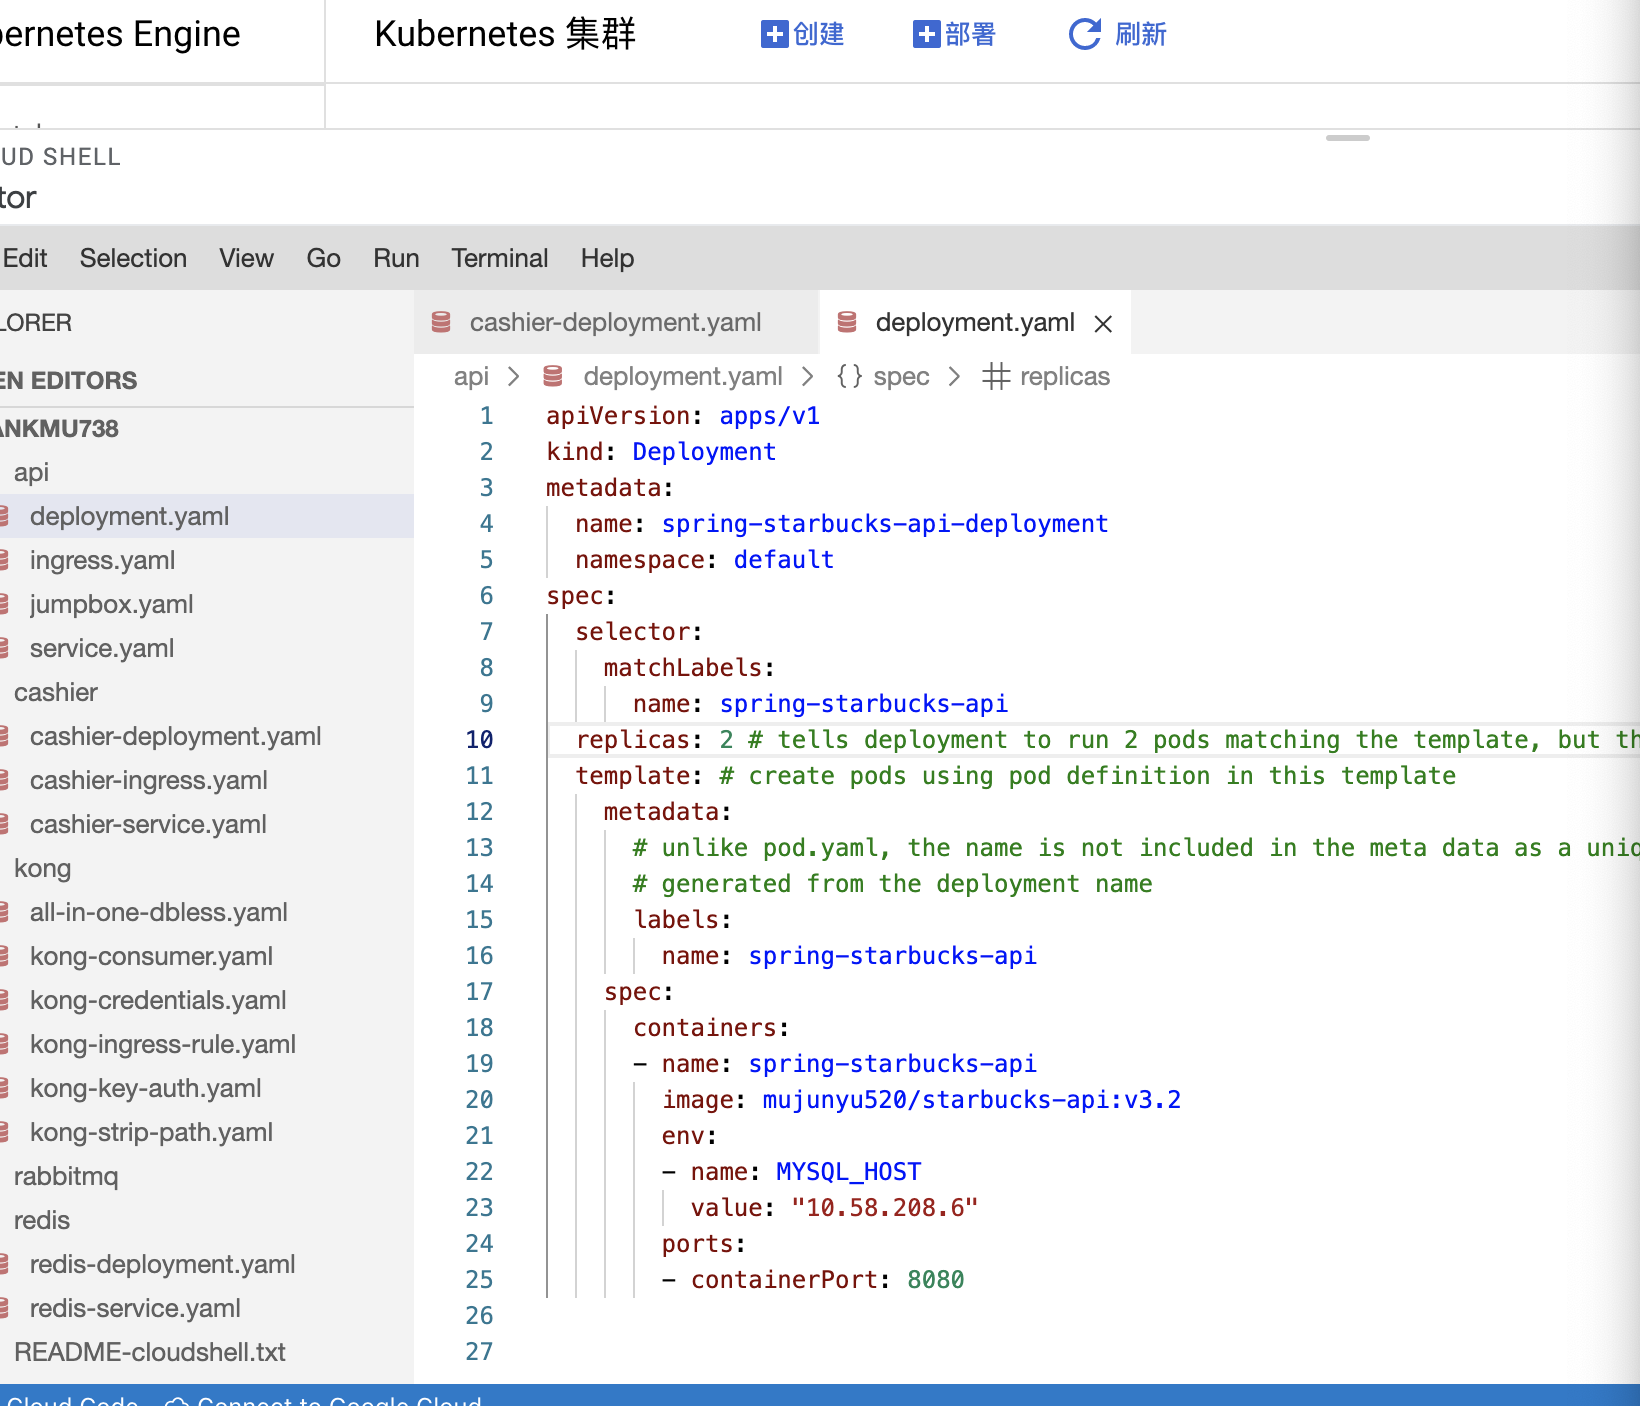 bernetes Engine
Kubernetes 集群
创建
部署
刷新
UD SHELL
tor
Edit Selection View Go Run Terminal Help
LORER
EN EDITORS
ANKMU738
api
deployment.yaml
ingress.yaml
jumpbox.yaml
service.yaml
cashier
cashier-deployment.yaml
cashier-ingress.yaml
cashier-service.yaml
kong
all-in-one-dbless.yaml
kong-consumer.yaml
kong-credentials.yaml
kong-ingress-rule.yaml
kong-key-auth.yaml
kong-strip-path.yaml
rabbitmq
redis
redis-deployment.yaml
redis-service.yaml
README-cloudshell.txt
cashier-deployment.yaml
deployment.yaml
api > deployment.yaml > {} spec > # replicas
1 apiVersion: apps/v1
2 kind: Deployment
3 metadata:
4 name: spring-starbucks-api-deployment
5 namespace: default
6 spec:
7 selector:
8 matchLabels:
9 name: spring-starbucks-api
10 replicas: 2 # tells deployment to run 2 pods matching the template, but th
11 template: # create pods using pod definition in this template
12 metadata:
13 # unlike pod.yaml, the name is not included in the meta data as a uniq
14 # generated from the deployment name
15 labels:
16 name: spring-starbucks-api
17 spec:
18 containers:
19 - name: spring-starbucks-api
20 image: mujunyu520/starbucks-api:v3.2
21 env:
22 - name: MYSQL_HOST
23 value: "10.58.208.6"
24 ports:
25 - containerPort: 8080
26
27
Cloud Code Connect to Google Cloud